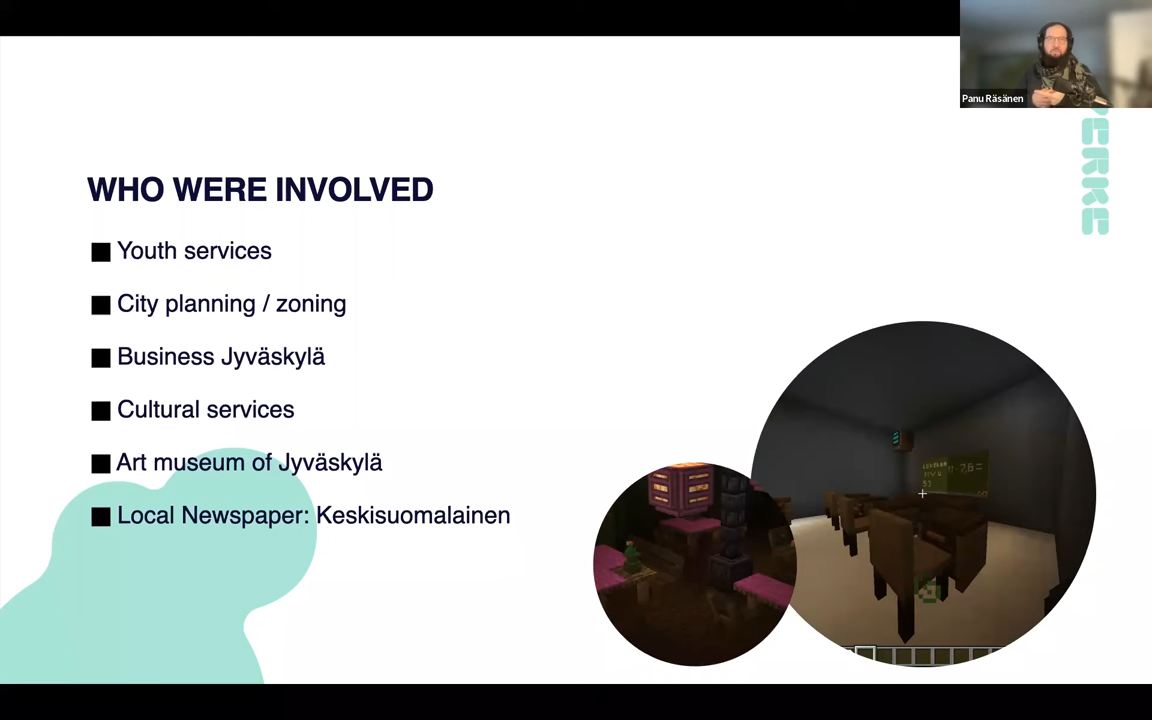 Panu Räsänen
WHO WERE INVOLVED
Youth services
City planning / zoning
Business Jyväskylä
Cultural services
Art museum of Jyväskylä
Local Newspaper: Keskisuomalainen